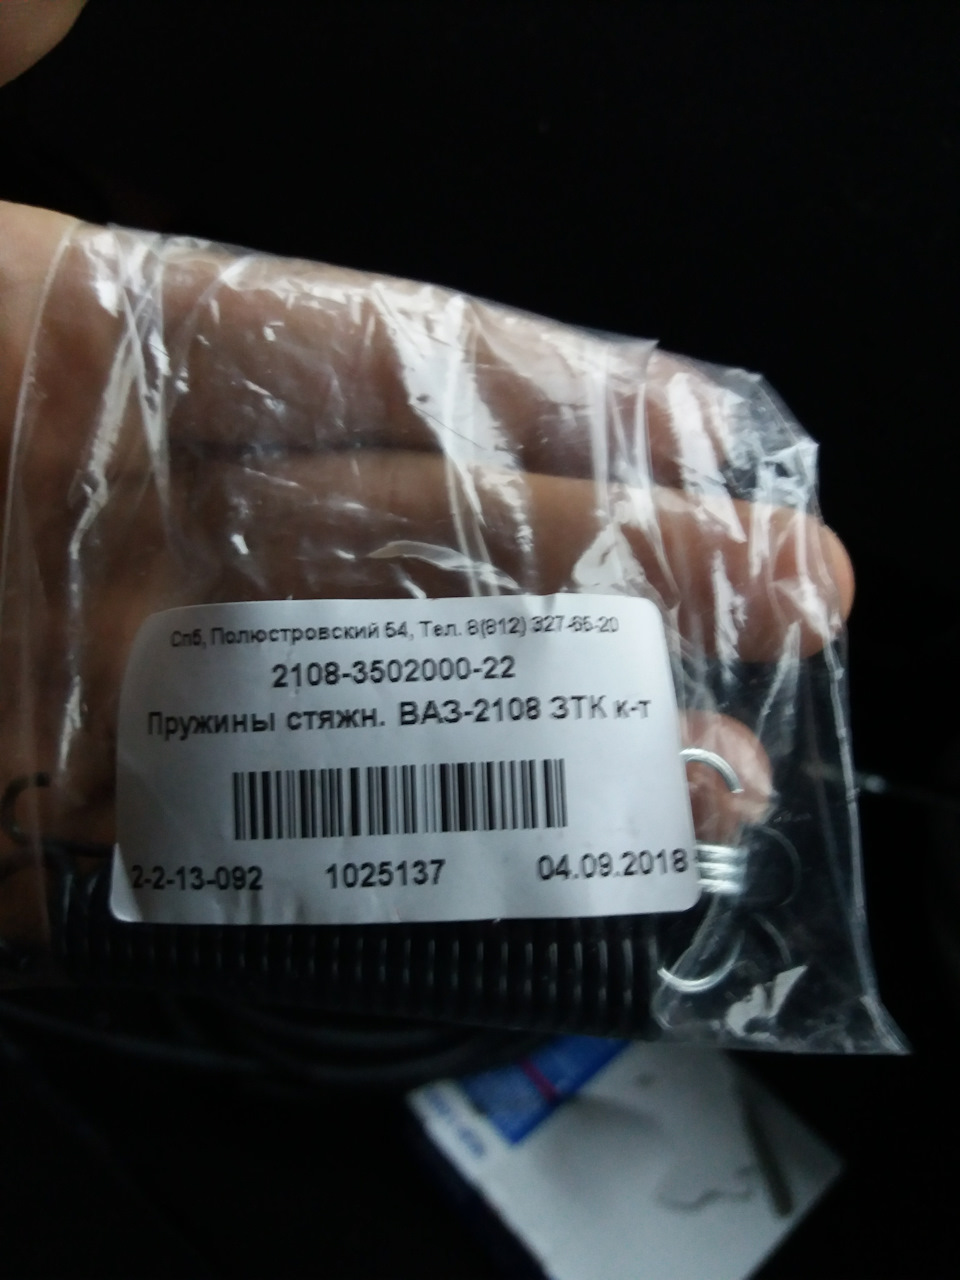 Спб, Полюстровский 54, Тел. 8(812) 327-65-20
2108-3502000-22
Пружины стяжн. ВАЗ-2108 ЗТК к-т
2-2-13-092 1025137 04.09.2018